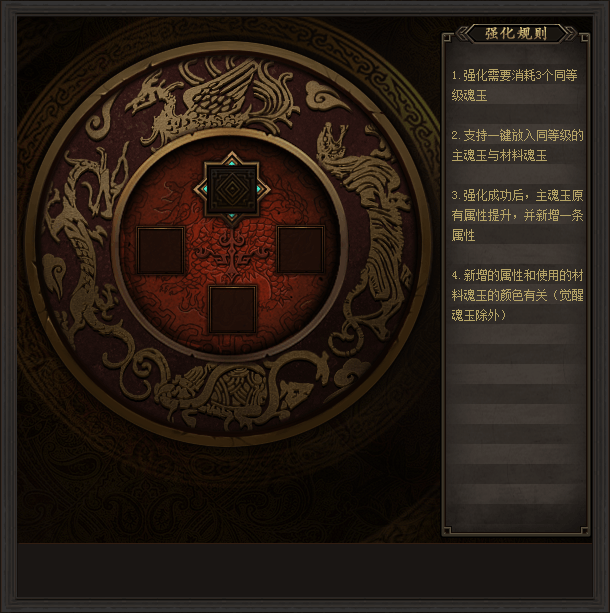 强化规则
1.强化需要消耗3个同等
级魂玉
2.支持一键放入同等级的
主魂玉与材料魂玉
3.强化成功后，主魂玉原
有属性提升，并新增一条
属性
4.新增的属性和使用的材
料魂玉的颜色有关（觉醒
魂玉除外）